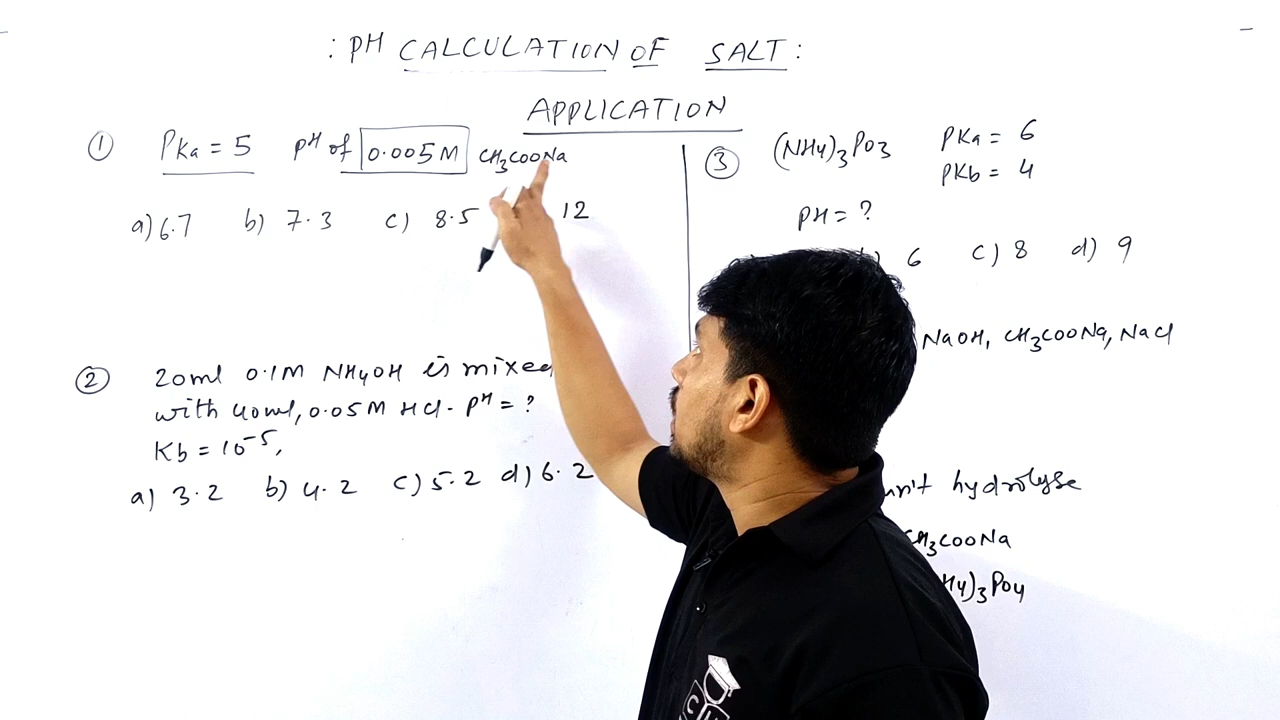 : PH CALCULATION OF SALT :
APPLICATION
① PKa = 5 PH of 0.005M CH₃COONa
a) 6.7 b) 7.3 c) 8.5 12
② 20ml 0.1M NH4OH is mixed
with 40ml, 0.05M HCl - PH = ?
Kb = 10⁻⁵,
a) 3.2 b) 4.2 c) 5.2 d) 6.2
③ (NH4)₃PO₃ PKa = 6
PKb = 4
PH = ?
6 c) 8 d) 9
NaOH, CH₃COONa, NaCl
hydrolyse
CH₃COONa
H4)₃PO4